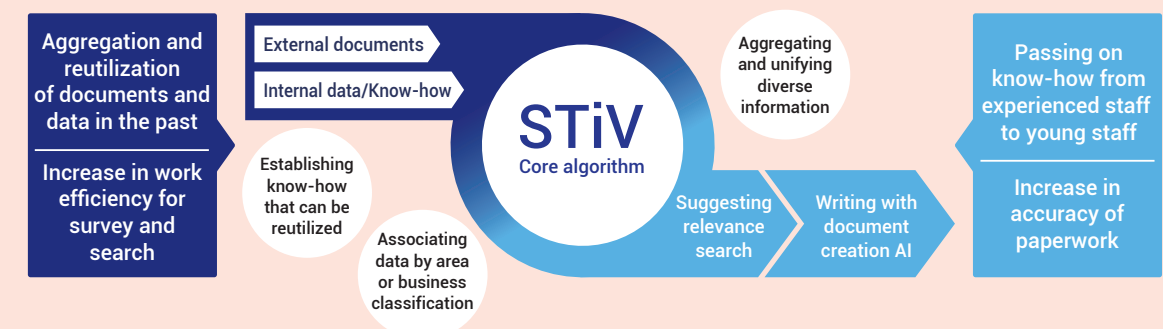 Aggregation and
reutilization
of documents and
data in the past
Increase in work
efficiency for
survey and
search
External documents
Internal data/Know-how
Establishing
know-how
that can be
reutilized
Associating
data by area
or business
classification
STiV
Core algorithm
Aggregating
and unifying
diverse
information
Suggesting
relevance
search
Writing with
document
creation AI
Passing on
know-how from
experienced staff
to young staff
Increase in
accuracy of
paperwork